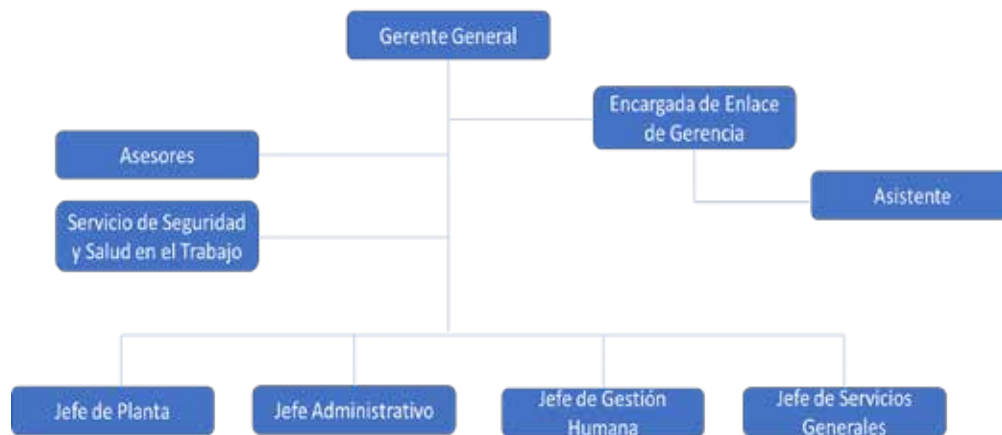 Gerente General
Encargada de Enlace
de Gerencia
Asesores
Asistente
Servicio de Seguridad
y Salud en el Trabajo
Jefe de Planta
Jefe Administrativo
Jefe de Gestión
Humana
Jefe de Servicios
Generales